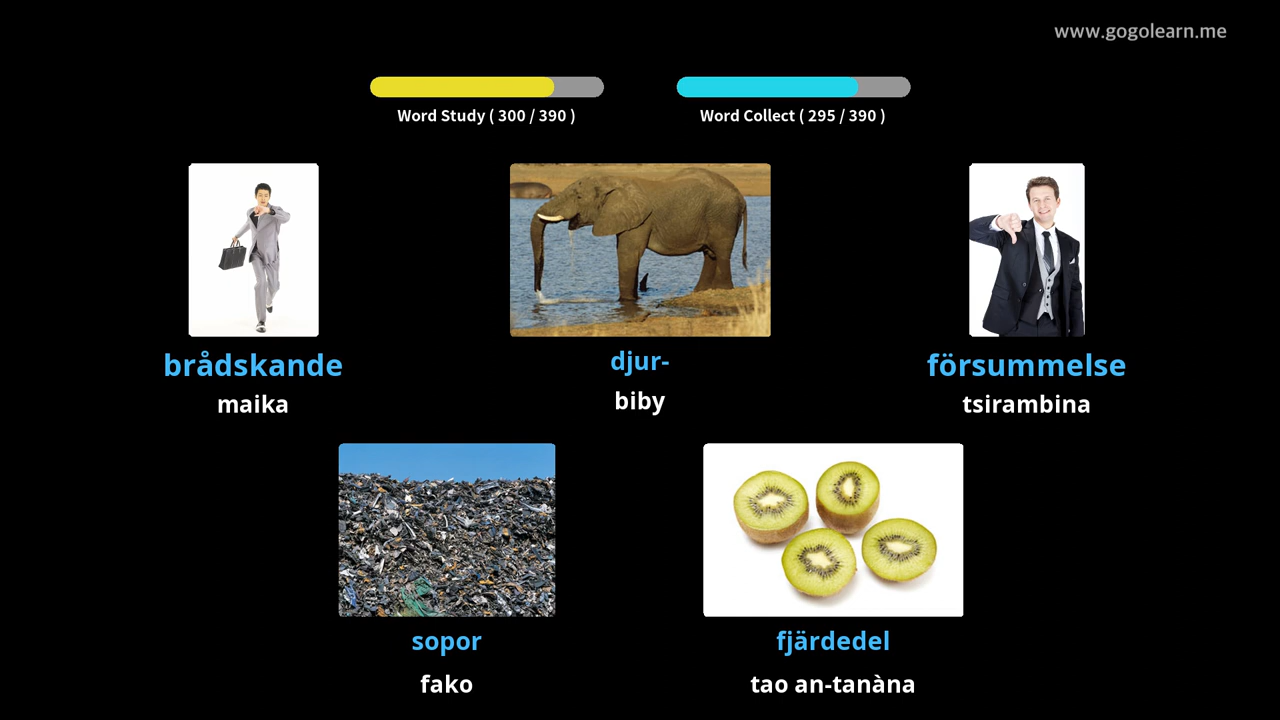 www.gogolearn.me
Word Study ( 300 / 390 )
Word Collect ( 295 / 390 )
brådskande
maika
djur-
biby
försummelse
tsirambina
sopor
fako
fjärdedel
tao an-tanàna